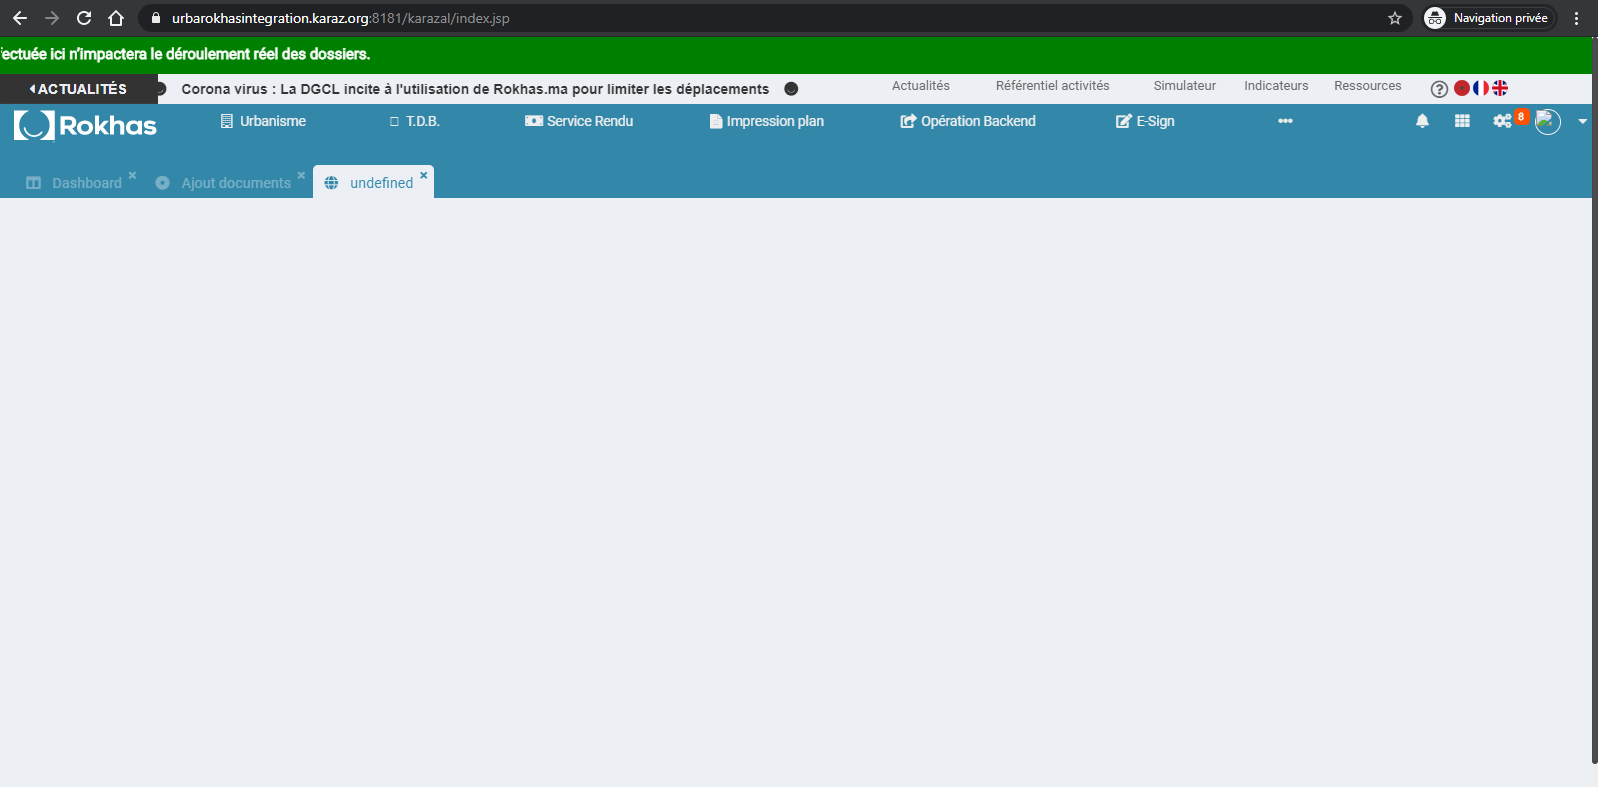 urbarokhasintegration.karaz.org:8181/karazal/index.jsp
Navigation privée
fectuée ici n'impactera le déroulement réel des dossiers.
ACTUALITÉS
Corona virus : La DGCL incite à l'utilisation de Rokhas.ma pour limiter les déplacements
Actualités
Référentiel activités
Simulateur
Indicateurs
Ressources
Rokhas
Urbanisme
T.D.B.
Service Rendu
Impression plan
Opération Backend
E-Sign
8
Dashboard
Ajout documents
undefined